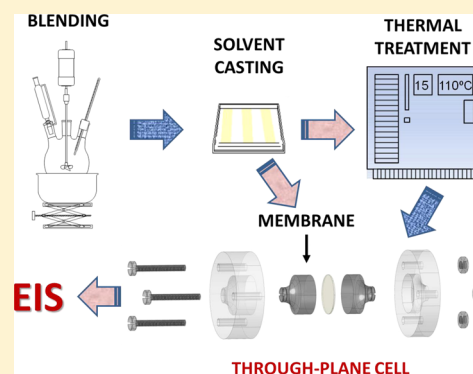 BLENDING
SOLVENT
CASTING
THERMAL
TREATMENT
15 110ºC
MEMBRANE
EIS
THROUGH-PLANE CELL